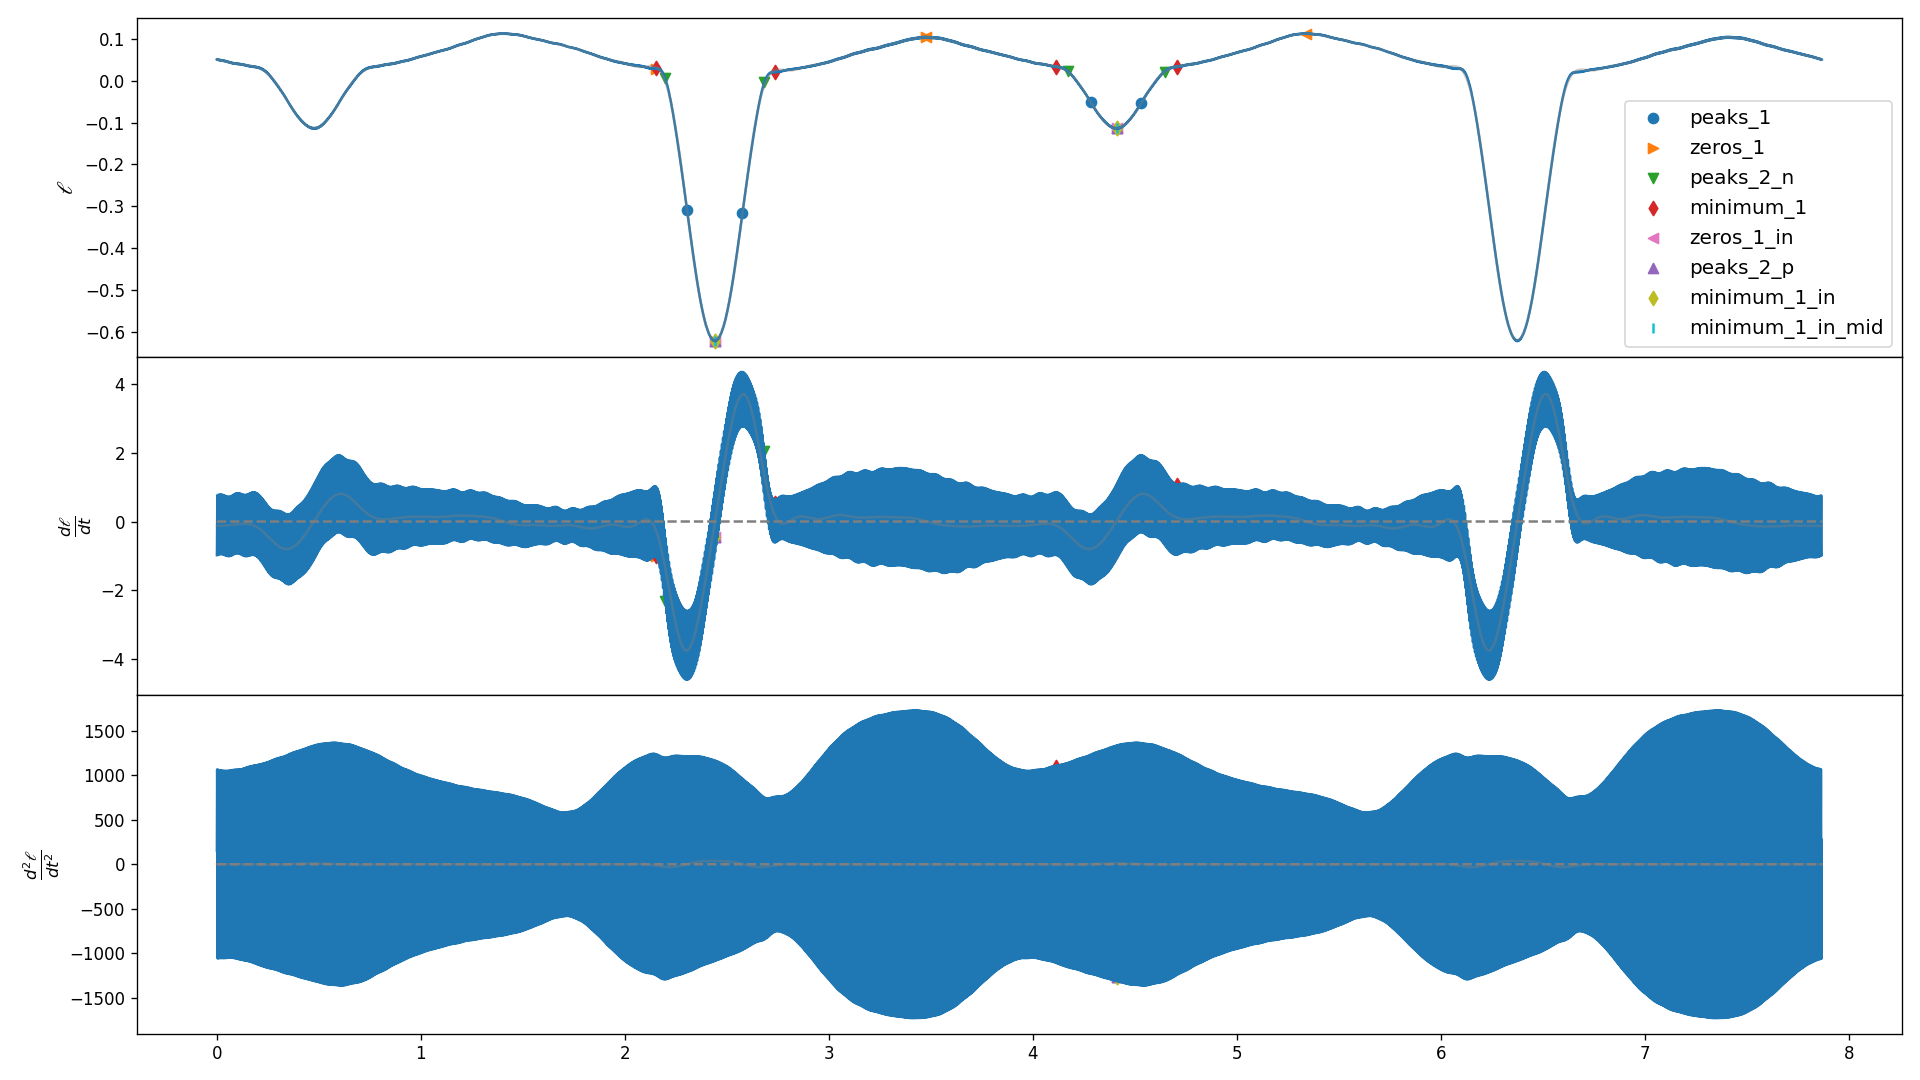 0.1
0.0
−0.1
−0.2
−0.3
−0.4
−0.5
−0.6
ℓ
peaks_1
zeros_1
peaks_2_n
minimum_1
zeros_1_in
peaks_2_p
minimum_1_in
minimum_1_in_mid
4
2
0
−2
−4
dℓ
dt
1500
1000
500
0
−500
−1000
−1500
d²ℓ
dt²
0 1 2 3 4 5 6 7 8